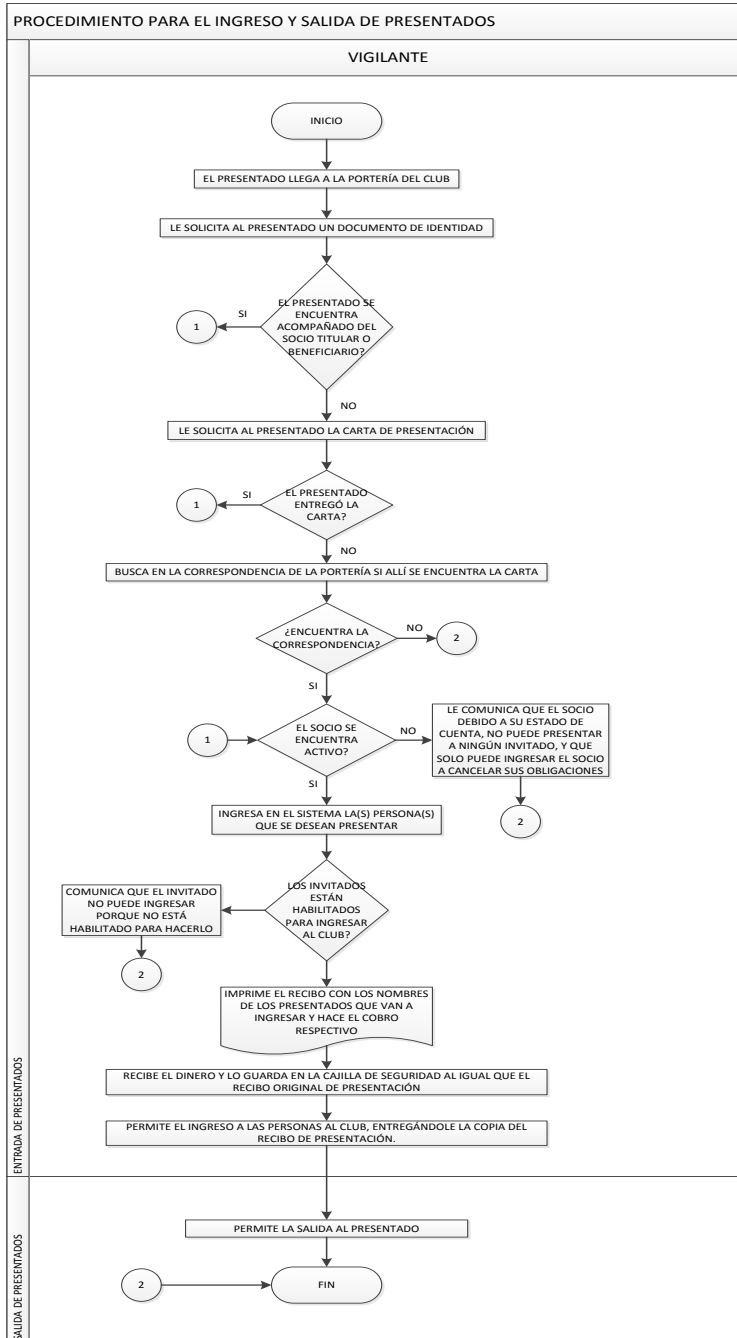 PROCEDIMIENTO PARA EL INGRESO Y SALIDA DE PRESENTADOS
VIGILANTE
INICIO
EL PRESENTADO LLEGA A LA PORTERÍA DEL CLUB
LE SOLICITA AL PRESENTADO UN DOCUMENTO DE IDENTIDAD
EL PRESENTADO SE
ENCUENTRA
ACOMPAÑADO DEL
SOCIO TITULAR O
BENEFICIARIO?
SI
1
NO
LE SOLICITA AL PRESENTADO LA CARTA DE PRESENTACIÓN
EL PRESENTADO
ENTREGÓ LA
CARTA?
SI
1
NO
BUSCA EN LA CORRESPONDENCIA DE LA PORTERÍA SI ALLÍ SE ENCUENTRA LA CARTA
¿ENCUENTRA LA
CORRESPONDENCIA?
NO
2
SI
1
EL SOCIO SE
ENCUENTRA
ACTIVO?
NO
LE COMUNICA QUE EL SOCIO
DEBIDO A SU ESTADO DE
CUENTA, NO PUEDE PRESENTAR
A NINGÚN INVITADO, Y QUE
SOLO PUEDE INGRESAR EL SOCIO
A CANCELAR SUS OBLIGACIONES
2
SI
INGRESA EN EL SISTEMA LA(S) PERSONA(S)
QUE SE DESEAN PRESENTAR
LOS INVITADOS
ESTÁN
HABILITADOS
PARA INGRESAR
AL CLUB?
COMUNICA QUE EL INVITADO
NO PUEDE INGRESAR
PORQUE NO ESTÁ
HABILITADO PARA HACERLO
2
IMPRIME EL RECIBO CON LOS NOMBRES
DE LOS PRESENTADOS QUE VAN A
INGRESAR Y HACE EL COBRO
RESPECTIVO
RECIBE EL DINERO Y LO GUARDA EN LA CAJILLA DE SEGURIDAD AL IGUAL QUE EL
RECIBO ORIGINAL DE PRESENTACIÓN
PERMITE EL INGRESO A LAS PERSONAS AL CLUB, ENTREGÁNDOLE LA COPIA DEL
RECIBO DE PRESENTACIÓN.
ENTRADA DE PRESENTADOS
PERMITE LA SALIDA AL PRESENTADO
2
FIN
SALIDA DE PRESENTADOS